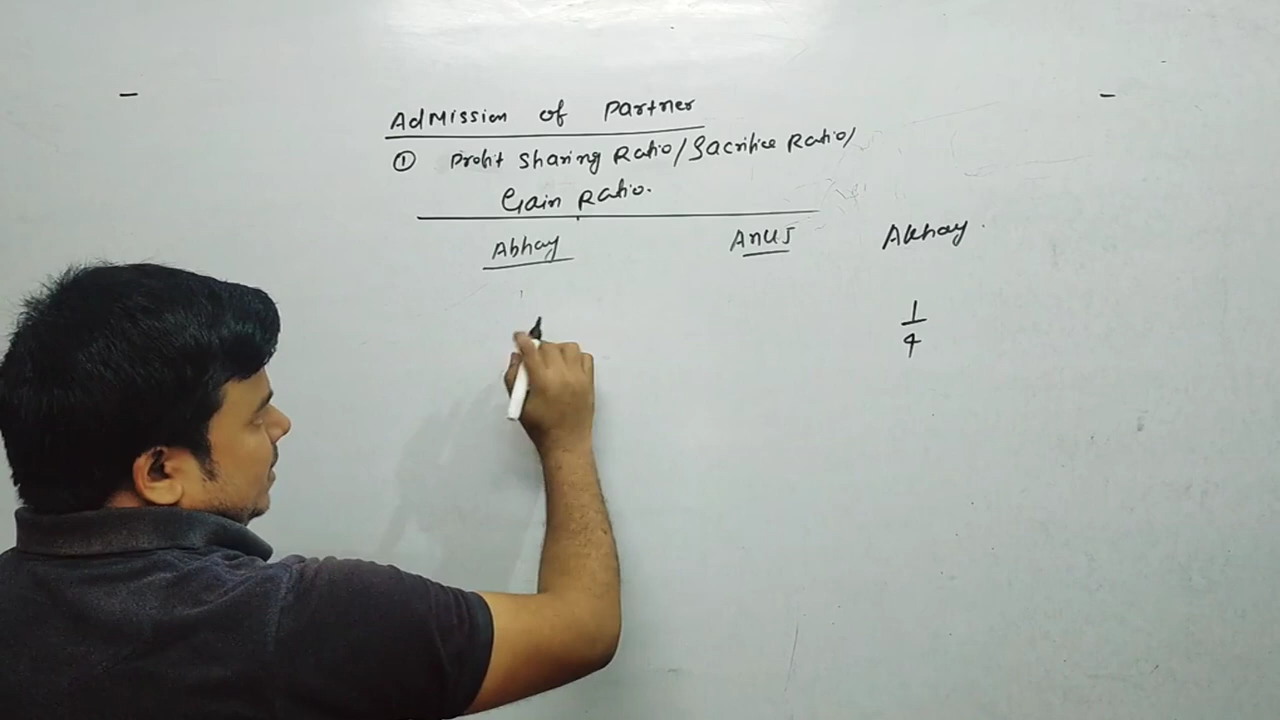 Admission of Partner
① Profit Sharing Ratio/Sacrifice Ratio/
Gain Ratio.
Abhay Anuj Akhay.
1
4